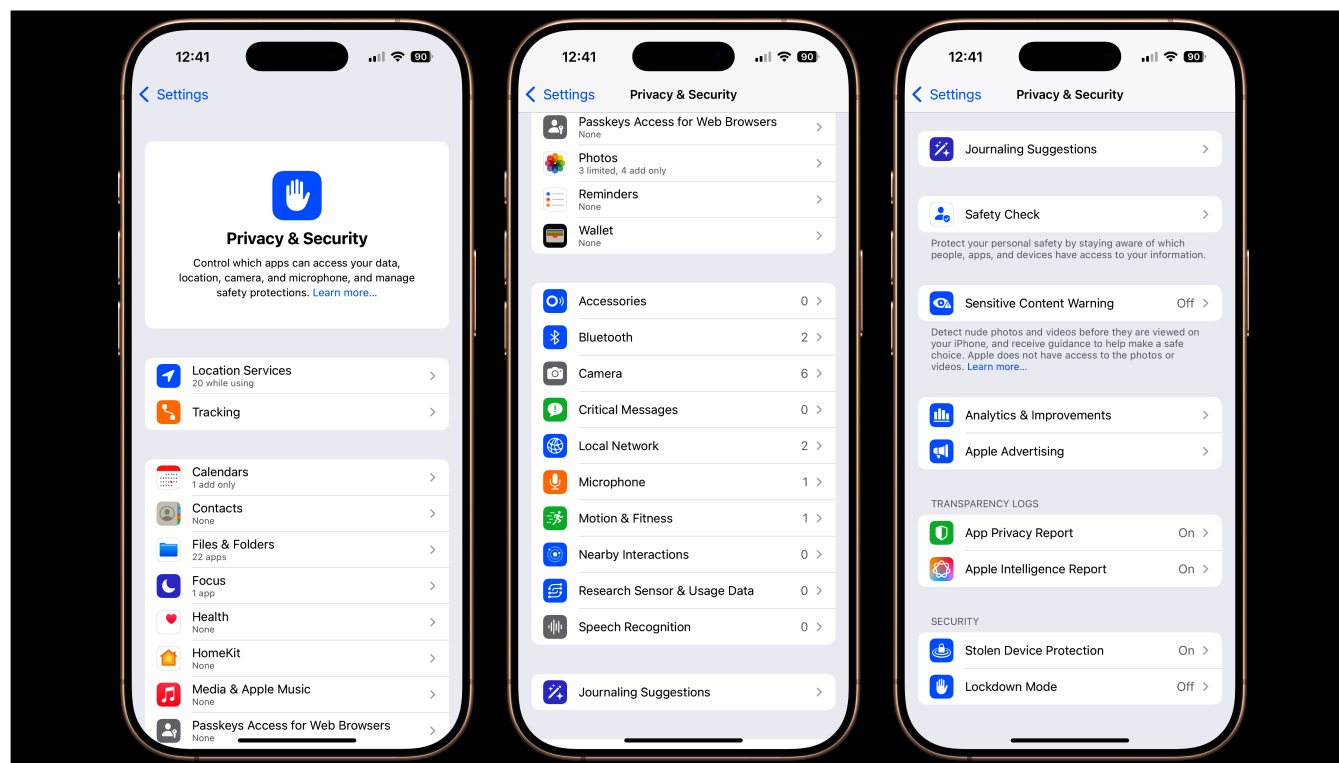 12:41
90
Settings
Privacy & Security
Control which apps can access your data,
location, camera, and microphone, and manage
safety protections. Learn more...
Location Services
20 while using
Tracking
Calendars
1 add only
Contacts
None
Files & Folders
22 apps
Focus
1 app
Health
None
HomeKit
None
Media & Apple Music
None
Passkeys Access for Web Browsers
None
12:41
90
Settings
Privacy & Security
Passkeys Access for Web Browsers
None
Photos
3 limited, 4 add only
Reminders
None
Wallet
None
Accessories 0
Bluetooth 2
Camera 6
Critical Messages 0
Local Network 2
Microphone 1
Motion & Fitness 1
Nearby Interactions 0
Research Sensor & Usage Data 0
Speech Recognition 0
Journaling Suggestions
12:41
90
Settings
Privacy & Security
Journaling Suggestions
Safety Check
Protect your personal safety by staying aware of which
people, apps, and devices have access to your information.
Sensitive Content Warning Off
Detect nude photos and videos before they are viewed on
your iPhone, and receive guidance to help make a safe
choice. Apple does not have access to the photos or
videos. Learn more...
Analytics & Improvements
Apple Advertising
TRANSPARENCY LOGS
App Privacy Report On
Apple Intelligence Report On
SECURITY
Stolen Device Protection On
Lockdown Mode Off